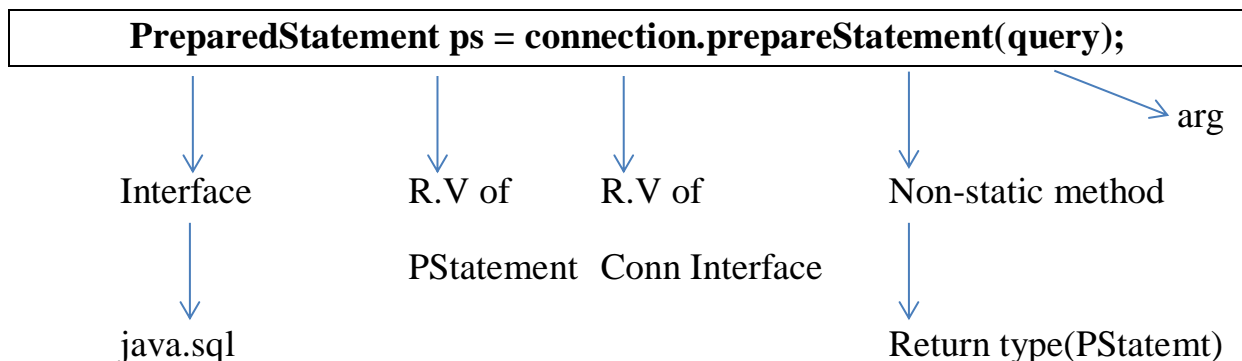 PreparedStatement ps = connection.prepareStatement(query);
arg
Interface R.V of R.V of Non-static method
PStatement Conn Interface
java.sql Return type(PStatemt)